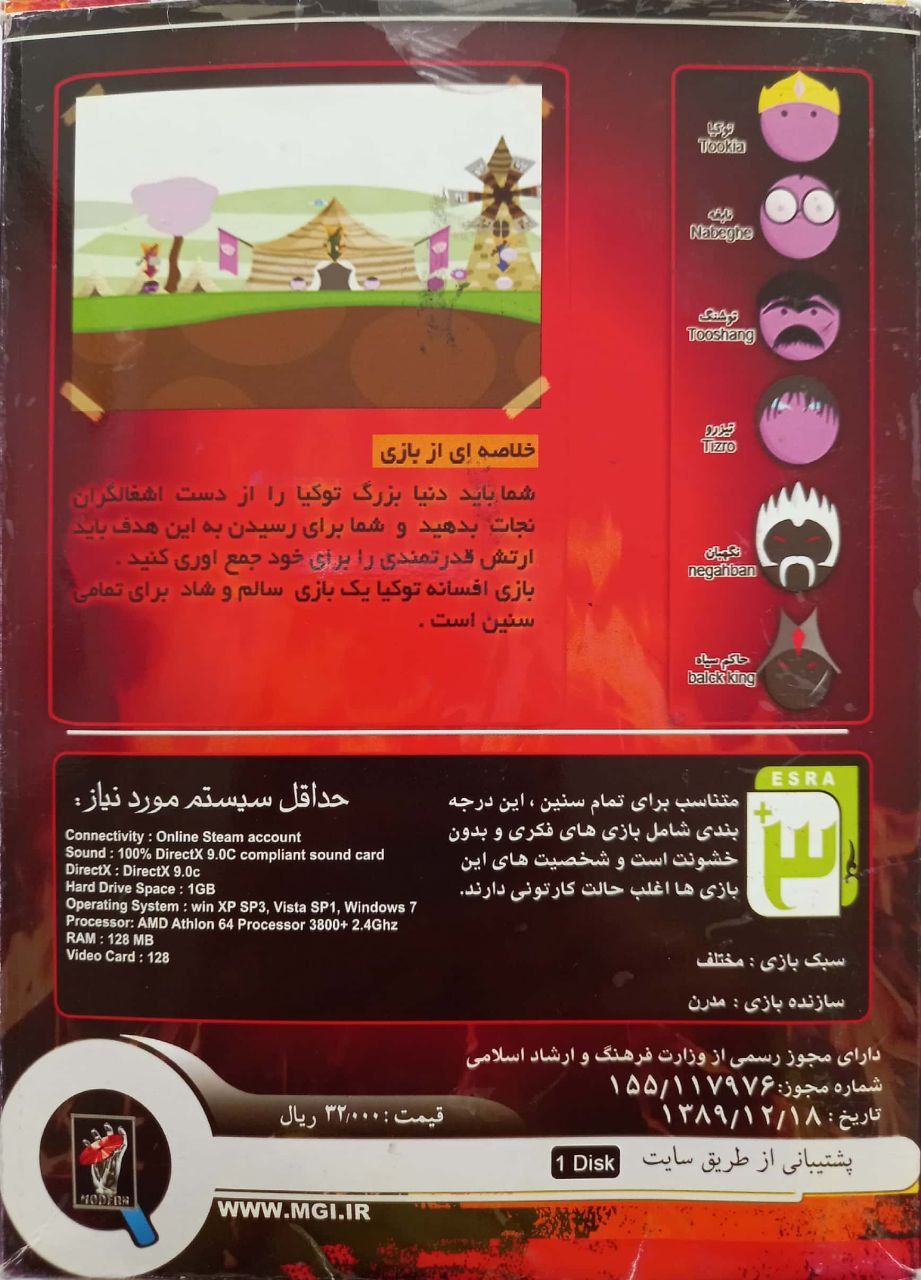 توکیا
Tookia
نابغه
Nabeghe
توشنگ
Tooshang
تیزرو
Tizro
نگهبان
negahban
حاکم سیاه
balck king
خلاصه ای از بازی
شما باید دنیا بزرگ توکیا را از دست اشغالگران
نجات بدهید و شما برای رسیدن به این هدف باید
ارتش قدرتمندی را برای خود جمع اوری کنید .
بازی افسانه توکیا یک بازی سالم و شاد برای تمامی
سنین است .
ESRA
+۳
متناسب برای تمام سنین ، این درجه
بندی شامل بازی های فکری و بدون
خشونت است و شخصیت های این
بازی ها اغلب حالت کارتونی دارند.
سبک بازی : مختلف
سازنده بازی : مدرن
حداقل سیستم مورد نیاز :
Connectivity : Online Steam account
Sound : 100% DirectX 9.0C compliant sound card
DirectX : DirectX 9.0c
Hard Drive Space : 1GB
Operating System : win XP SP3, Vista SP1, Windows 7
Processor: AMD Athlon 64 Processor 3800+ 2.4Ghz
RAM : 128 MB
Video Card : 128
دارای مجوز رسمی از وزارت فرهنگ و ارشاد اسلامی
شماره مجوز: ۱۵۵/۱۱۷۹۷۶
تاریخ : ۱۳۸۹/۱۲/۱۸
قیمت : ۳۲/۰۰۰ ریال
پشتیبانی از طریق سایت
1 Disk
MODERN
WWW.MGI.IR